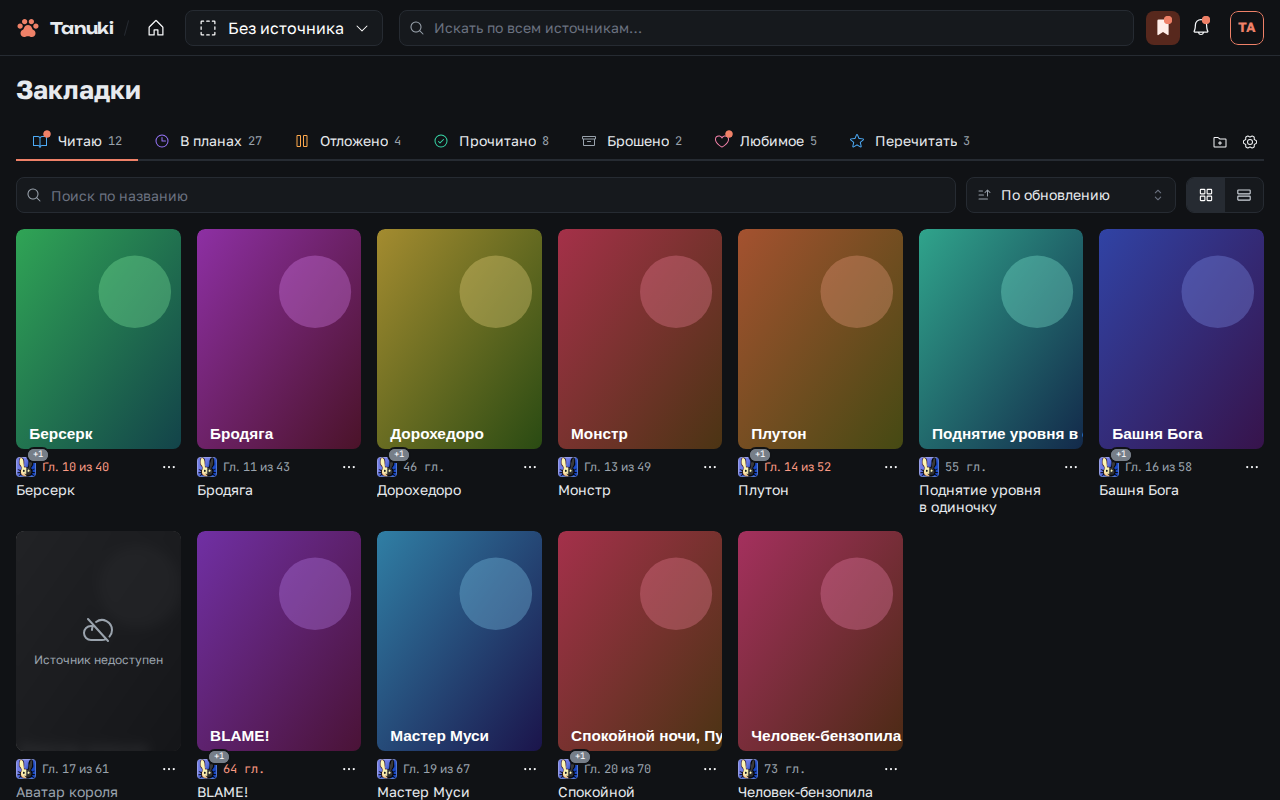 Tanuki / Без источника Искать по всем источникам... TA
Закладки
Читаю 12 В планах 27 Отложено 4 Прочитано 8 Брошено 2 Любимое 5 Перечитать 3
Поиск по названию По обновлению
Берсерк Бродяга Дорохедоро Монстр Плутон Поднятие уровня в Башня Бога
+1 +1 +1 +1
Гл. 10 из 40 Гл. 11 из 43 46 гл. Гл. 13 из 49 Гл. 14 из 52 55 гл. Гл. 16 из 58
Берсерк Бродяга Дорохедоро Монстр Плутон Поднятие уровня Башня Бога
в одиночку
Источник недоступен
BLAME! Мастер Муси Спокойной ночи, Пу Человек-бензопила
+1 +1
Гл. 17 из 61 64 гл. Гл. 19 из 67 Гл. 20 из 70 73 гл.
Аватар короля BLAME! Мастер Муси Спокойной Человек-бензопила